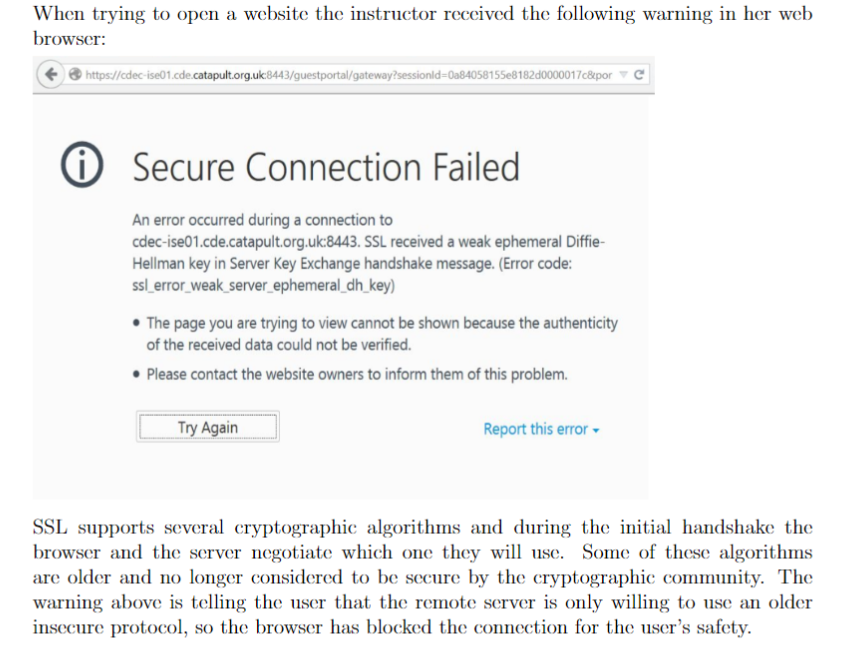 When trying to open a website the instructor received the following warning in her web
browser:
https://cdec-ise01.cde.catapult.org.uk:8443/guestportal/gateway?sessionId=0a84058155e8182d0000017c&por
Secure Connection Failed
An error occurred during a connection to
cdec-ise01.cde.catapult.org.uk:8443. SSL received a weak ephemeral Diffie-
Hellman key in Server Key Exchange handshake message. (Error code:
ssl_error_weak_server_ephemeral_dh_key)
• The page you are trying to view cannot be shown because the authenticity
of the received data could not be verified.
• Please contact the website owners to inform them of this problem.
Try Again
Report this error
SSL supports several cryptographic algorithms and during the initial handshake the
browser and the server negotiate which one they will use. Some of these algorithms
are older and no longer considered to be secure by the cryptographic community. The
warning above is telling the user that the remote server is only willing to use an older
insecure protocol, so the browser has blocked the connection for the user's safety.